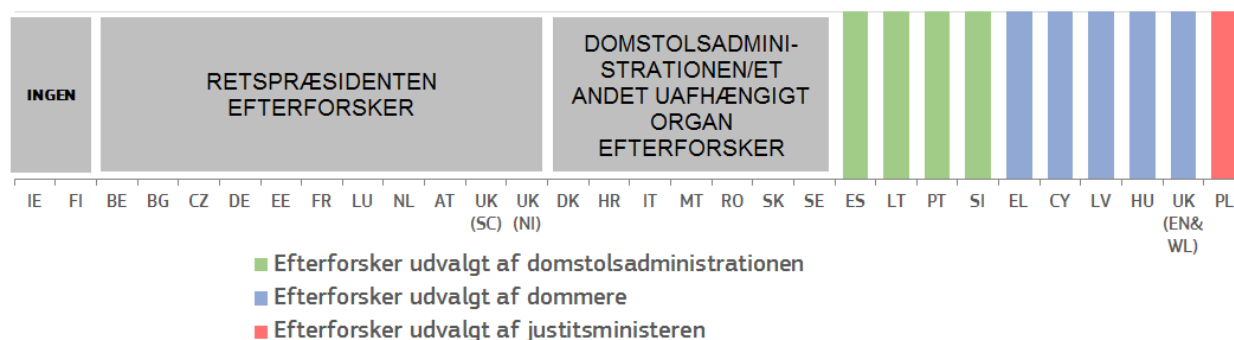 INGEN
RETSPRÆSIDENTEN
EFTERFORSKER
DOMSTOLSADMINI-
STRATIONEN/ET
ANDET UAFHÆNGIGT
ORGAN
EFTERFORSKER
IE FI BE BG CZ DE EE FR LU NL AT UK (SC) UK (NI) DK HR IT MT RO SK SE ES LT PT SI EL CY LV HU UK (EN& WL) PL
Efterforsker udvalgt af domstolsadministrationen
Efterforsker udvalgt af dommere
Efterforsker udvalgt af justitsministeren